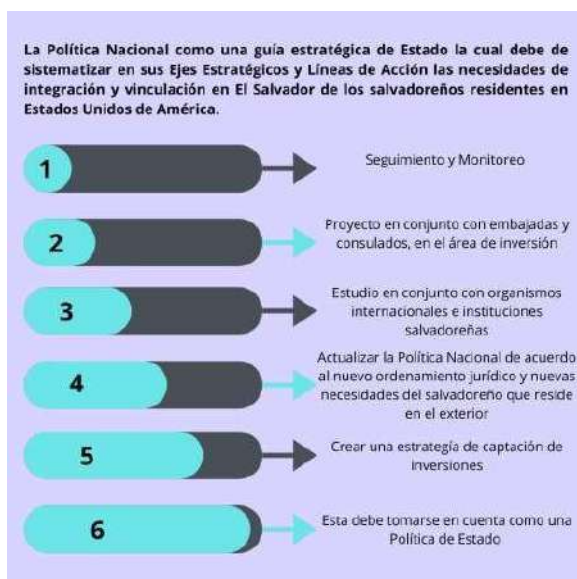 La Política Nacional como una guía estratégica de Estado la cual debe de
sistematizar en sus Ejes Estratégicos y Líneas de Acción las necesidades de
integración y vinculación en El Salvador de los salvadoreños residentes en
Estados Unidos de América.
1
Seguimiento y Monitoreo
2
Proyecto en conjunto con embajadas y
consulados, en el área de inversión
3
Estudio en conjunto con organismos
internacionales e instituciones
salvadoreñas
4
Actualizar la Política Nacional de acuerdo
al nuevo ordenamiento jurídico y nuevas
necesidades del salvadoreño que reside
en el exterior
5
Crear una estrategía de captación de
inversiones
6
Esta debe tomarse en cuenta como una
Política de Estado